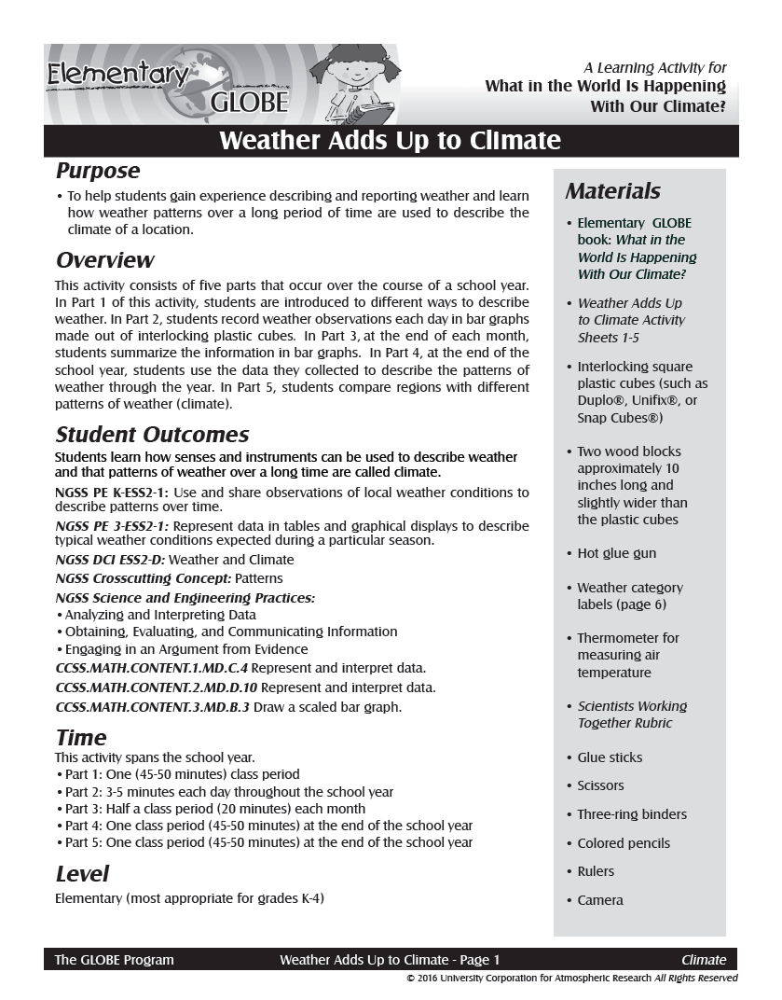 Elementary
GLOBE
A Learning Activity for
What in the World Is Happening
With Our Climate?
Weather Adds Up to Climate
Purpose
• To help students gain experience describing and reporting weather and learn
how weather patterns over a long period of time are used to describe the
climate of a location.
Overview
This activity consists of five parts that occur over the course of a school year.
In Part 1 of this activity, students are introduced to different ways to describe
weather. In Part 2, students record weather observations each day in bar graphs
made out of interlocking plastic cubes. In Part 3, at the end of each month,
students summarize the information in bar graphs. In Part 4, at the end of the
school year, students use the data they collected to describe the patterns of
weather through the year. In Part 5, students compare regions with different
patterns of weather (climate).
Student Outcomes
Students learn how senses and instruments can be used to describe weather
and that patterns of weather over a long time are called climate.
NGSS PE K-ESS2-1: Use and share observations of local weather conditions to
describe patterns over time.
NGSS PE 3-ESS2-1: Represent data in tables and graphical displays to describe
typical weather conditions expected during a particular season.
NGSS DCI ESS2-D: Weather and Climate
NGSS Crosscutting Concept: Patterns
NGSS Science and Engineering Practices:
• Analyzing and Interpreting Data
• Obtaining, Evaluating, and Communicating Information
• Engaging in an Argument from Evidence
CCSS.MATH.CONTENT.1.MD.C.4 Represent and interpret data.
CCSS.MATH.CONTENT.2.MD.D.10 Represent and interpret data.
CCSS.MATH.CONTENT.3.MD.B.3 Draw a scaled bar graph.
Time
This activity spans the school year.
• Part 1: One (45-50 minutes) class period
• Part 2: 3-5 minutes each day throughout the school year
• Part 3: Half a class period (20 minutes) each month
• Part 4: One class period (45-50 minutes) at the end of the school year
• Part 5: One class period (45-50 minutes) at the end of the school year
Level
Elementary (most appropriate for grades K-4)
Materials
• Elementary GLOBE
book: What in the
World Is Happening
With Our Climate?
• Weather Adds Up
to Climate Activity
Sheets 1-5
• Interlocking square
plastic cubes (such as
Duplo®, Unifix®, or
Snap Cubes®)
• Two wood blocks
approximately 10
inches long and
slightly wider than
the plastic cubes
• Hot glue gun
• Weather category
labels (page 6)
• Thermometer for
measuring air
temperature
• Scientists Working
Together Rubric
• Glue sticks
• Scissors
• Three-ring binders
• Colored pencils
• Rulers
• Camera
The GLOBE Program
Weather Adds Up to Climate - Page 1
Climate
© 2016 University Corporation for Atmospheric Research All Rights Reserved